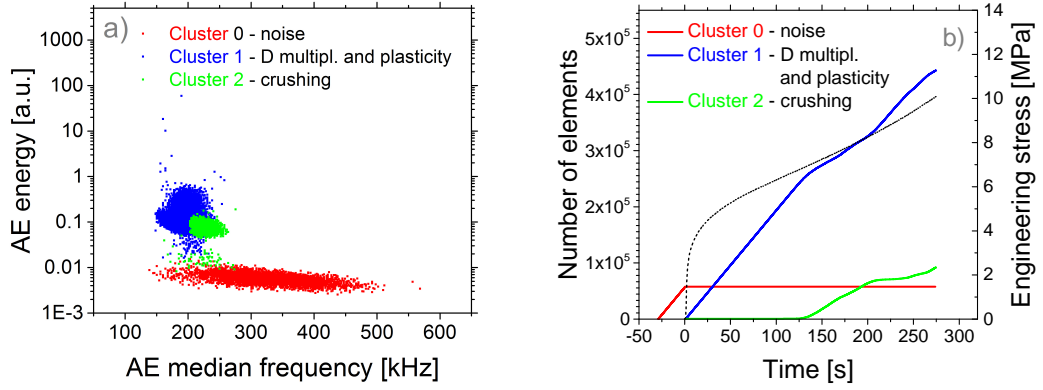 a)
Cluster 0 - noise
Cluster 1 - D multipl. and plasticity
Cluster 2 - crushing
AE energy [a.u.]
1000
100
10
1
0.1
0.01
1E-3
100 200 300 400 500 600
AE median frequency [kHz]
b)
Cluster 0 - noise
Cluster 1 - D multipl.
and plasticity
Cluster 2 - crushing
Number of elements
5x10⁵
4x10⁵
3x10⁵
2x10⁵
1x10⁵
0
Engineering stress [MPa]
14
12
10
8
6
4
2
0
-50 0 50 100 150 200 250 300
Time [s]